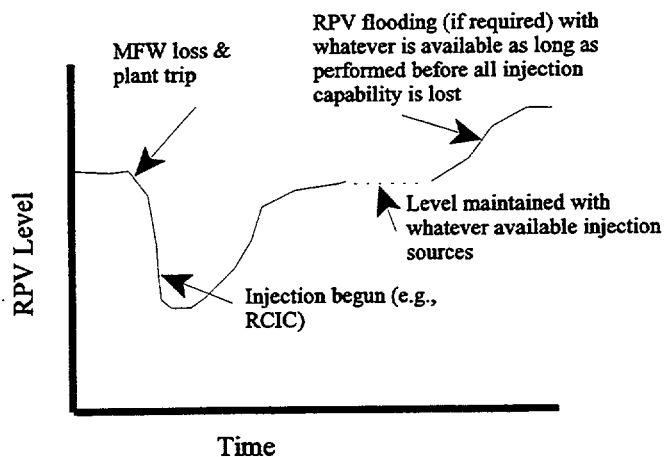 MFW loss &
plant trip
RPV flooding (if required) with
whatever is available as long as
performed before all injection
capability is lost
Level maintained with
whatever available injection
sources
Injection begun (e.g.,
RCIC)
RPV Level
Time